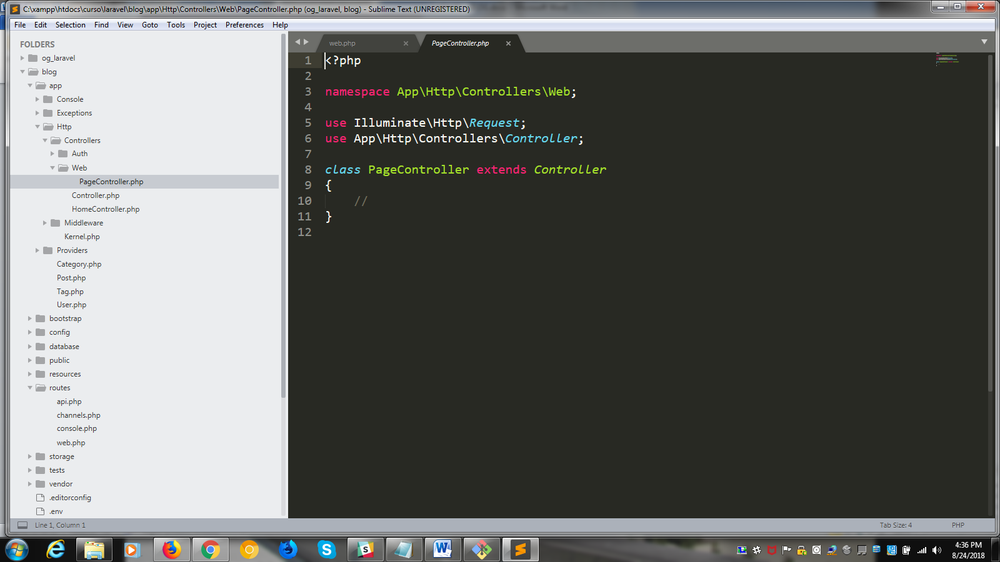 C:\xampp\htdocs\curso\laravel\blog\app\Http\Controllers\Web\PageController.php (og_laravel, blog) - Sublime Text (UNREGISTERED)
File Edit Selection Find View Goto Tools Project Preferences Help
FOLDERS
og_laravel
blog
app
Console
Exceptions
Http
Controllers
Auth
Web
PageController.php
Controller.php
HomeController.php
Middleware
Kernel.php
Providers
Category.php
Post.php
Tag.php
User.php
bootstrap
config
database
public
resources
routes
api.php
channels.php
console.php
web.php
storage
tests
vendor
.editorconfig
.env
web.php PageController.php
1 <?php
2
3 namespace App\Http\Controllers\Web;
4
5 use Illuminate\Http\Request;
6 use App\Http\Controllers\Controller;
7
8 class PageController extends Controller
9 {
10     //
11 }
12
Line 1, Column 1 Tab Size: 4 PHP
4:36 PM
8/24/2018